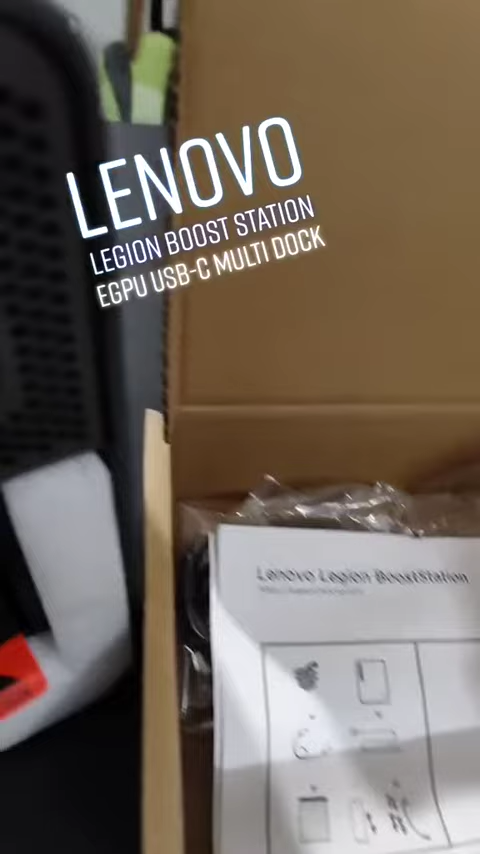 LENOVO
LEGION BOOST STATION
EGPU USB-C MULTI DOCK
Lenovo Legion BoostStation